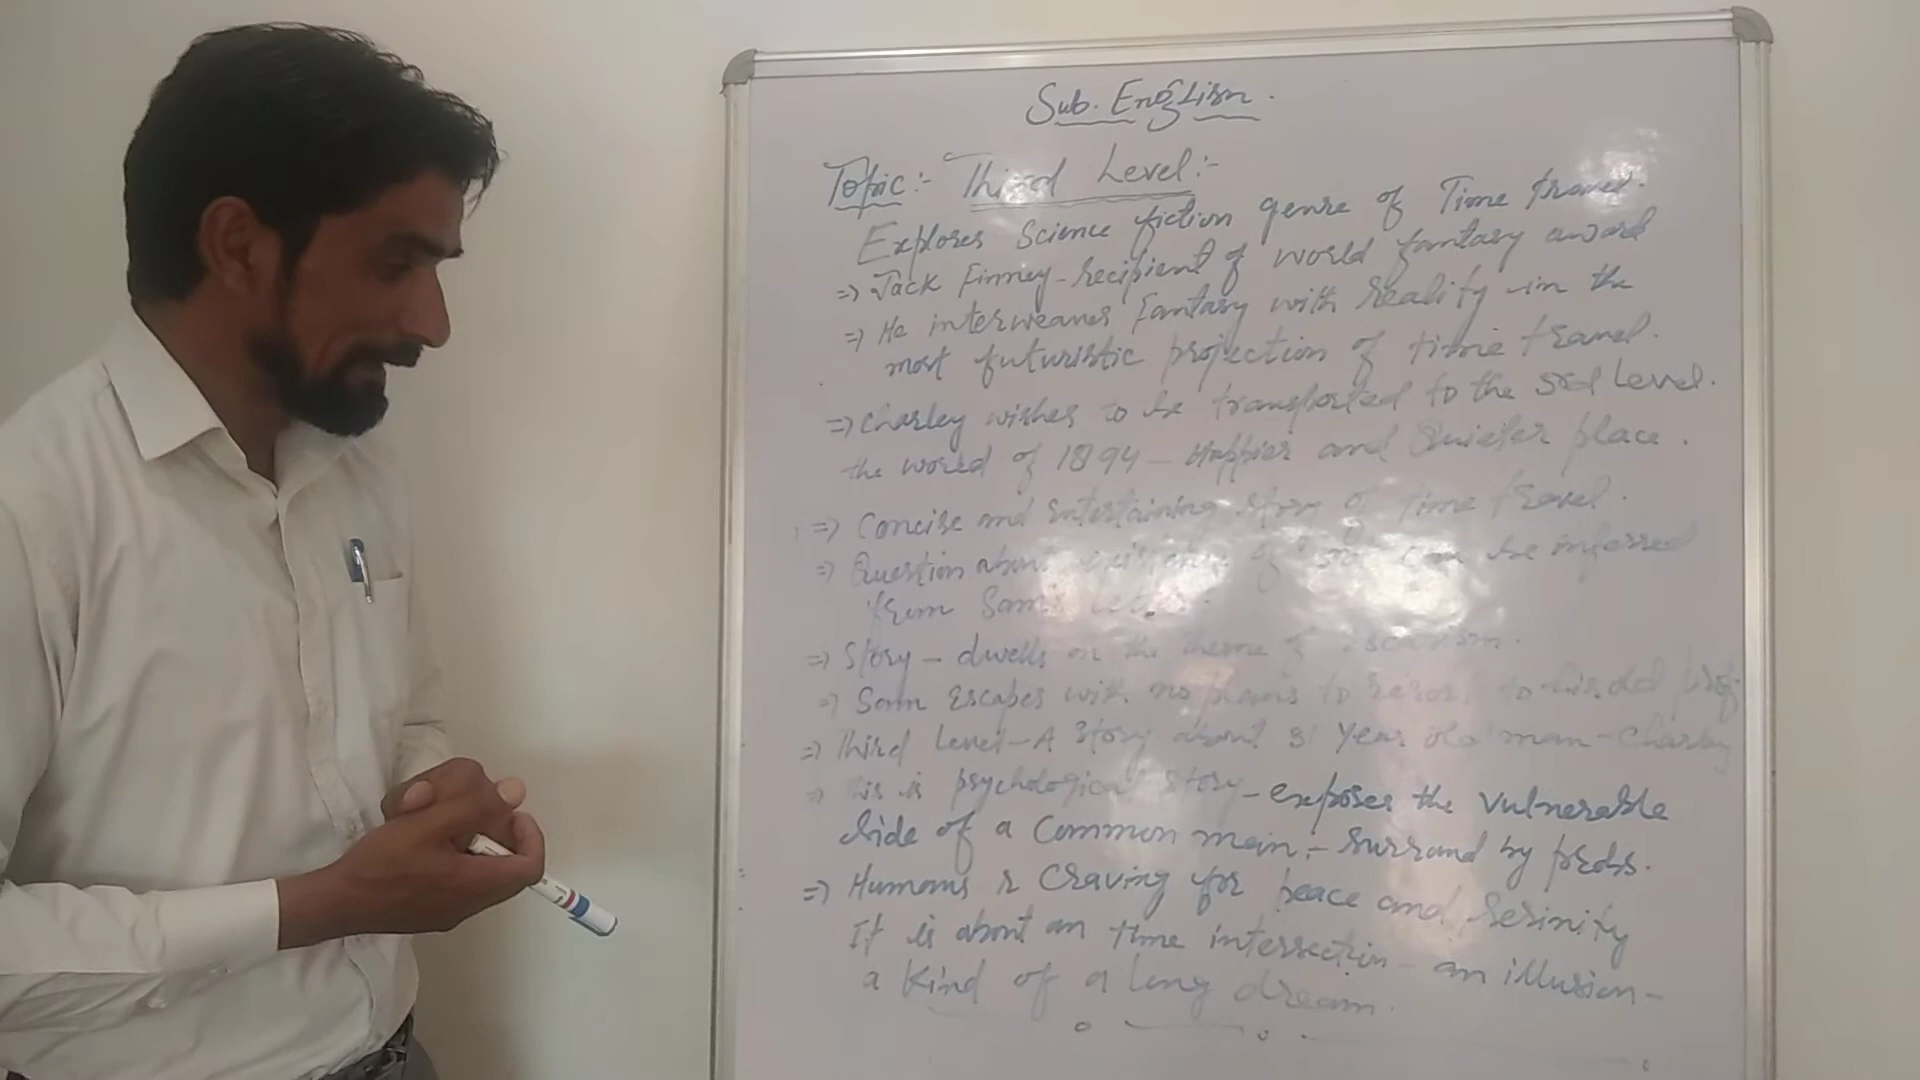 Sub. English.
Topic:- Third Level:-
Explores Science fiction genre of Time travel.
=> Jack Finney - recipient of world fantasy award
=> He interweaves Fantasy with reality in the
most futuristic projection of time travel.
=> Charley wishes to be transported to the 3rd Level.
the world of 1894 - Happier and Quieter place.
=> Concise and entertaining story of time travel.
=> Question about existence of 3rd can be inferred
from Sam's Letter.
=> Story - dwells on the theme of escapism.
=> Sam Escapes with no plans to resort to his old prof.
=> Third Level - A Story about 31 Year old man - Charley
=> This is psychological story - exposes the vulnerable
side of a Common man. - Surround by probs.
=> Humans r Craving for peace and serinity
It is about an time intersection - an illusion -
a kind of a long dream.